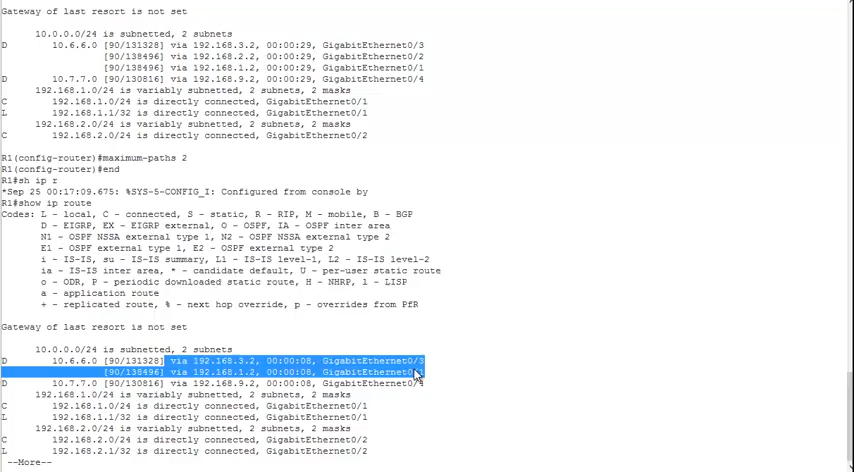 Gateway of last resort is not set
10.0.0.0/24 is subnetted, 2 subnets
D 10.6.6.0 [90/131328] via 192.168.3.2, 00:00:29, GigabitEthernet0/3
[90/138496] via 192.168.2.2, 00:00:29, GigabitEthernet0/2
[90/138496] via 192.168.1.2, 00:00:29, GigabitEthernet0/1
D 10.7.7.0 [90/130816] via 192.168.9.2, 00:00:29, GigabitEthernet0/4
192.168.1.0/24 is variably subnetted, 2 subnets, 2 masks
C 192.168.1.0/24 is directly connected, GigabitEthernet0/1
L 192.168.1.1/32 is directly connected, GigabitEthernet0/1
192.168.2.0/24 is variably subnetted, 2 subnets, 2 masks
C 192.168.2.0/24 is directly connected, GigabitEthernet0/2
R1(config-router)#maximum-paths 2
R1(config-router)#end
R1#sh ip r
*Sep 25 00:17:09.675: %SYS-5-CONFIG_I: Configured from console by
R1#show ip route
Codes: L - local, C - connected, S - static, R - RIP, M - mobile, B - BGP
D - EIGRP, EX - EIGRP external, O - OSPF, IA - OSPF inter area
N1 - OSPF NSSA external type 1, N2 - OSPF NSSA external type 2
E1 - OSPF external type 1, E2 - OSPF external type 2
i - IS-IS, su - IS-IS summary, L1 - IS-IS level-1, L2 - IS-IS level-2
ia - IS-IS inter area, * - candidate default, U - per-user static route
o - ODR, P - periodic downloaded static route, H - NHRP, l - LISP
a - application route
+ - replicated route, % - next hop override, p - overrides from PfR
Gateway of last resort is not set
10.0.0.0/24 is subnetted, 2 subnets
D 10.6.6.0 [90/131328] via 192.168.3.2, 00:00:08, GigabitEthernet0/3
[90/138496] via 192.168.1.2, 00:00:08, GigabitEthernet0/1
D 10.7.7.0 [90/130816] via 192.168.9.2, 00:00:08, GigabitEthernet0/4
192.168.1.0/24 is variably subnetted, 2 subnets, 2 masks
C 192.168.1.0/24 is directly connected, GigabitEthernet0/1
L 192.168.1.1/32 is directly connected, GigabitEthernet0/1
192.168.2.0/24 is variably subnetted, 2 subnets, 2 masks
C 192.168.2.0/24 is directly connected, GigabitEthernet0/2
L 192.168.2.1/32 is directly connected, GigabitEthernet0/2
--More--